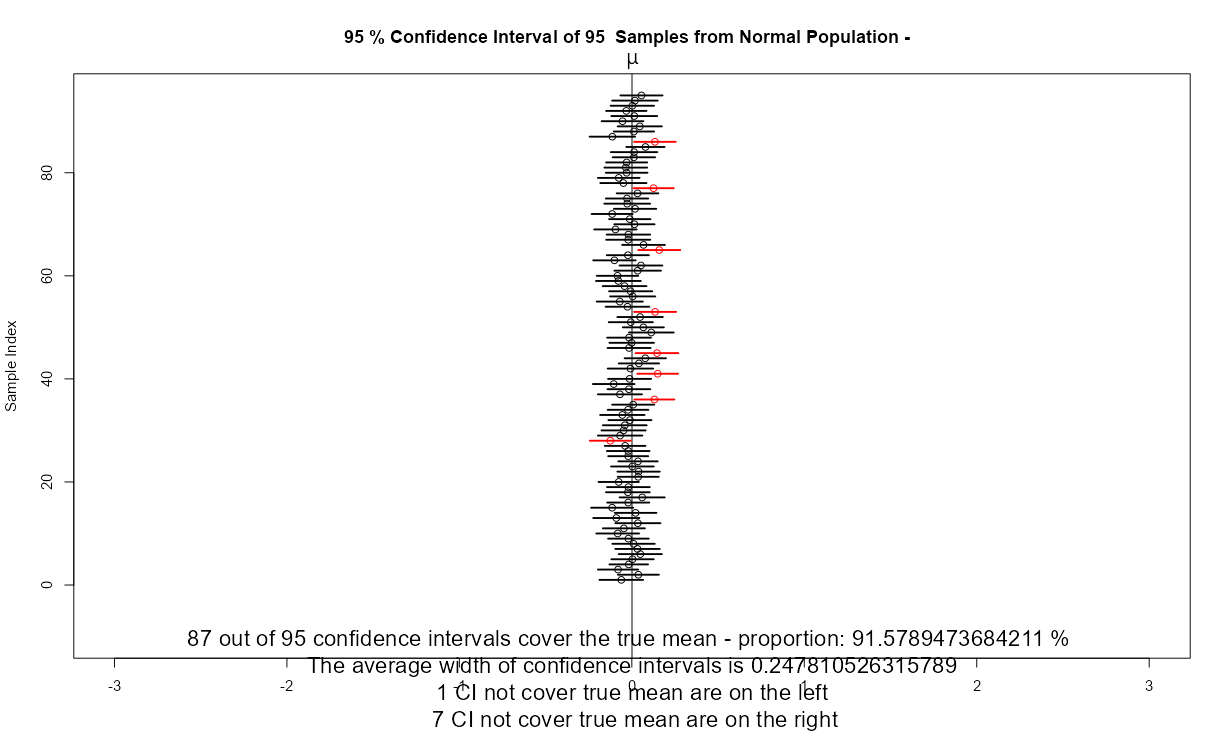 95 % Confidence Interval of 95  Samples from Normal Population -
μ
Sample Index
80
60
40
20
0
87 out of 95 confidence intervals cover the true mean - proportion: 91.5789473684211 %
The average width of confidence intervals is 0.247810526315789
-3 -2 -1 0 1 2 3
1 CI not cover true mean are on the left
7 CI not cover true mean are on the right